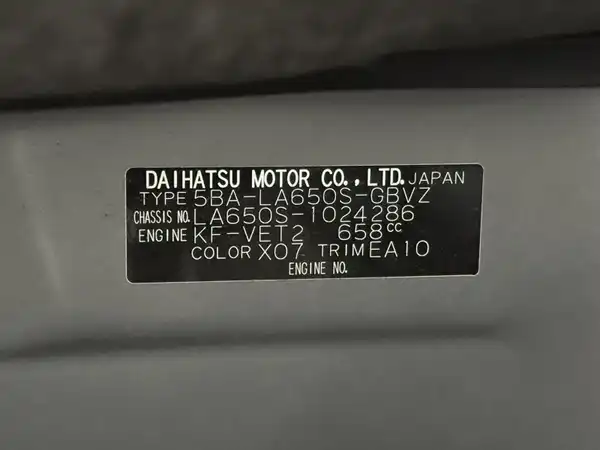 DAIHATSU MOTOR CO., LTD. JAPAN
TYPE 5BA-LA650S-GBVZ
CHASSIS NO. LA650S-1024286
ENGINE KF-VET2 658cc
COLOR X07 TRIM EA10
ENGINE NO.